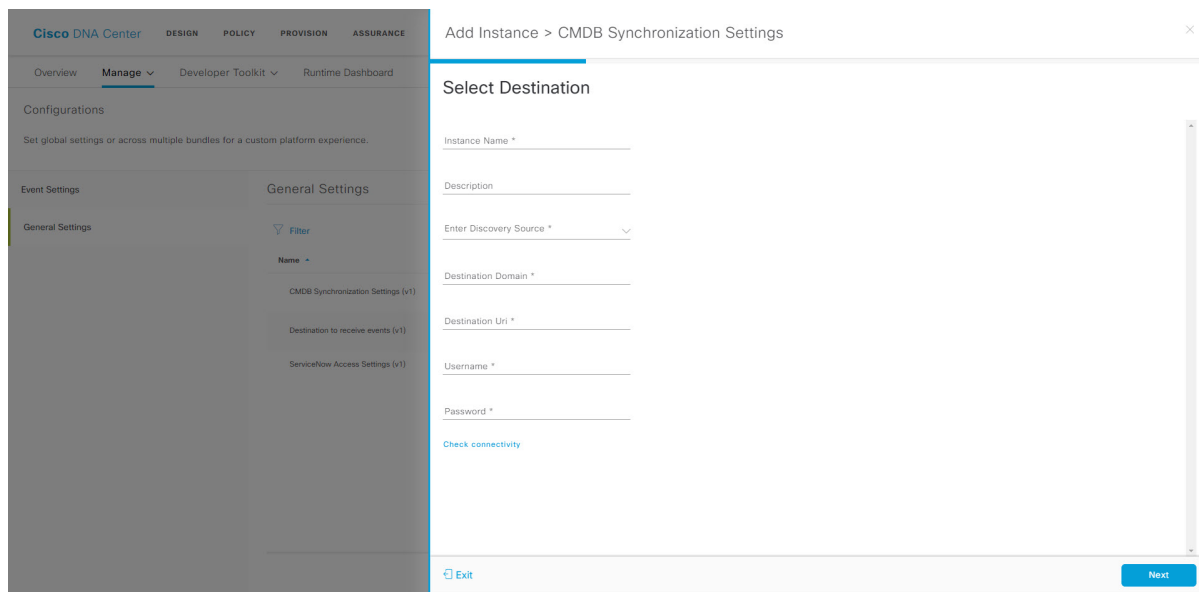 Cisco DNA Center DESIGN POLICY PROVISION ASSURANCE
Overview Manage Developer Toolkit Runtime Dashboard
Configurations
Set global settings or across multiple bundles for a custom platform experience.
Event Settings
General Settings
General Settings
Filter
Name
CMDB Synchronization Settings (v1)
Destination to receive events (v1)
ServiceNow Access Settings (v1)
Add Instance > CMDB Synchronization Settings
Select Destination
Instance Name *
Description
Enter Discovery Source *
Destination Domain *
Destination Uri *
Username *
Password *
Check connectivity
Exit
Next